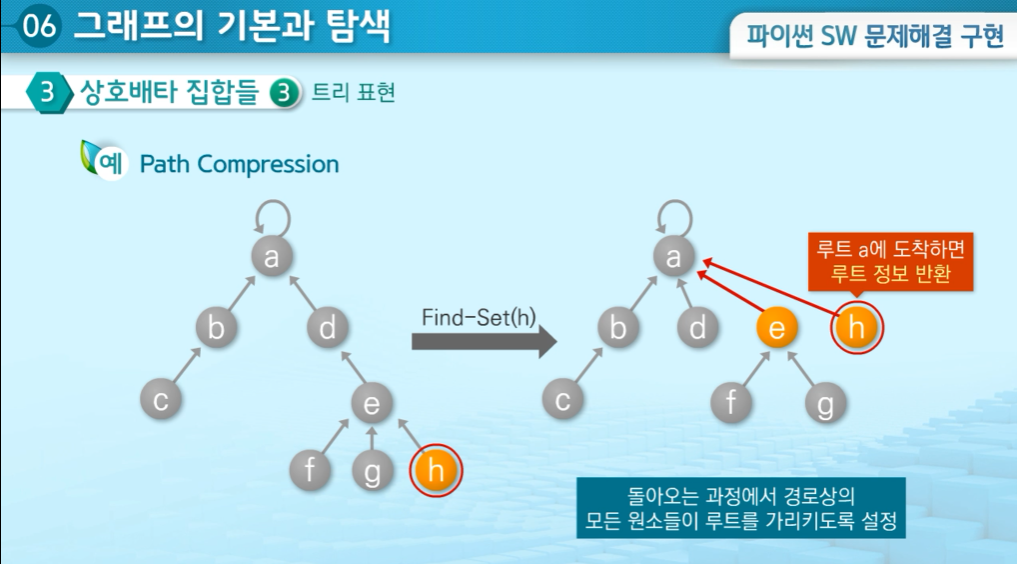 06 그래프의 기본과 탐색
파이썬 SW 문제해결 구현
3 상호배타 집합들 3 트리 표현
예 Path Compression
a
b
d
c
e
f
g
h
Find-Set(h)
a
b
d
e
h
c
f
g
루트 a에 도착하면
루트 정보 반환
돌아오는 과정에서 경로상의
모든 원소들이 루트를 가리키도록 설정